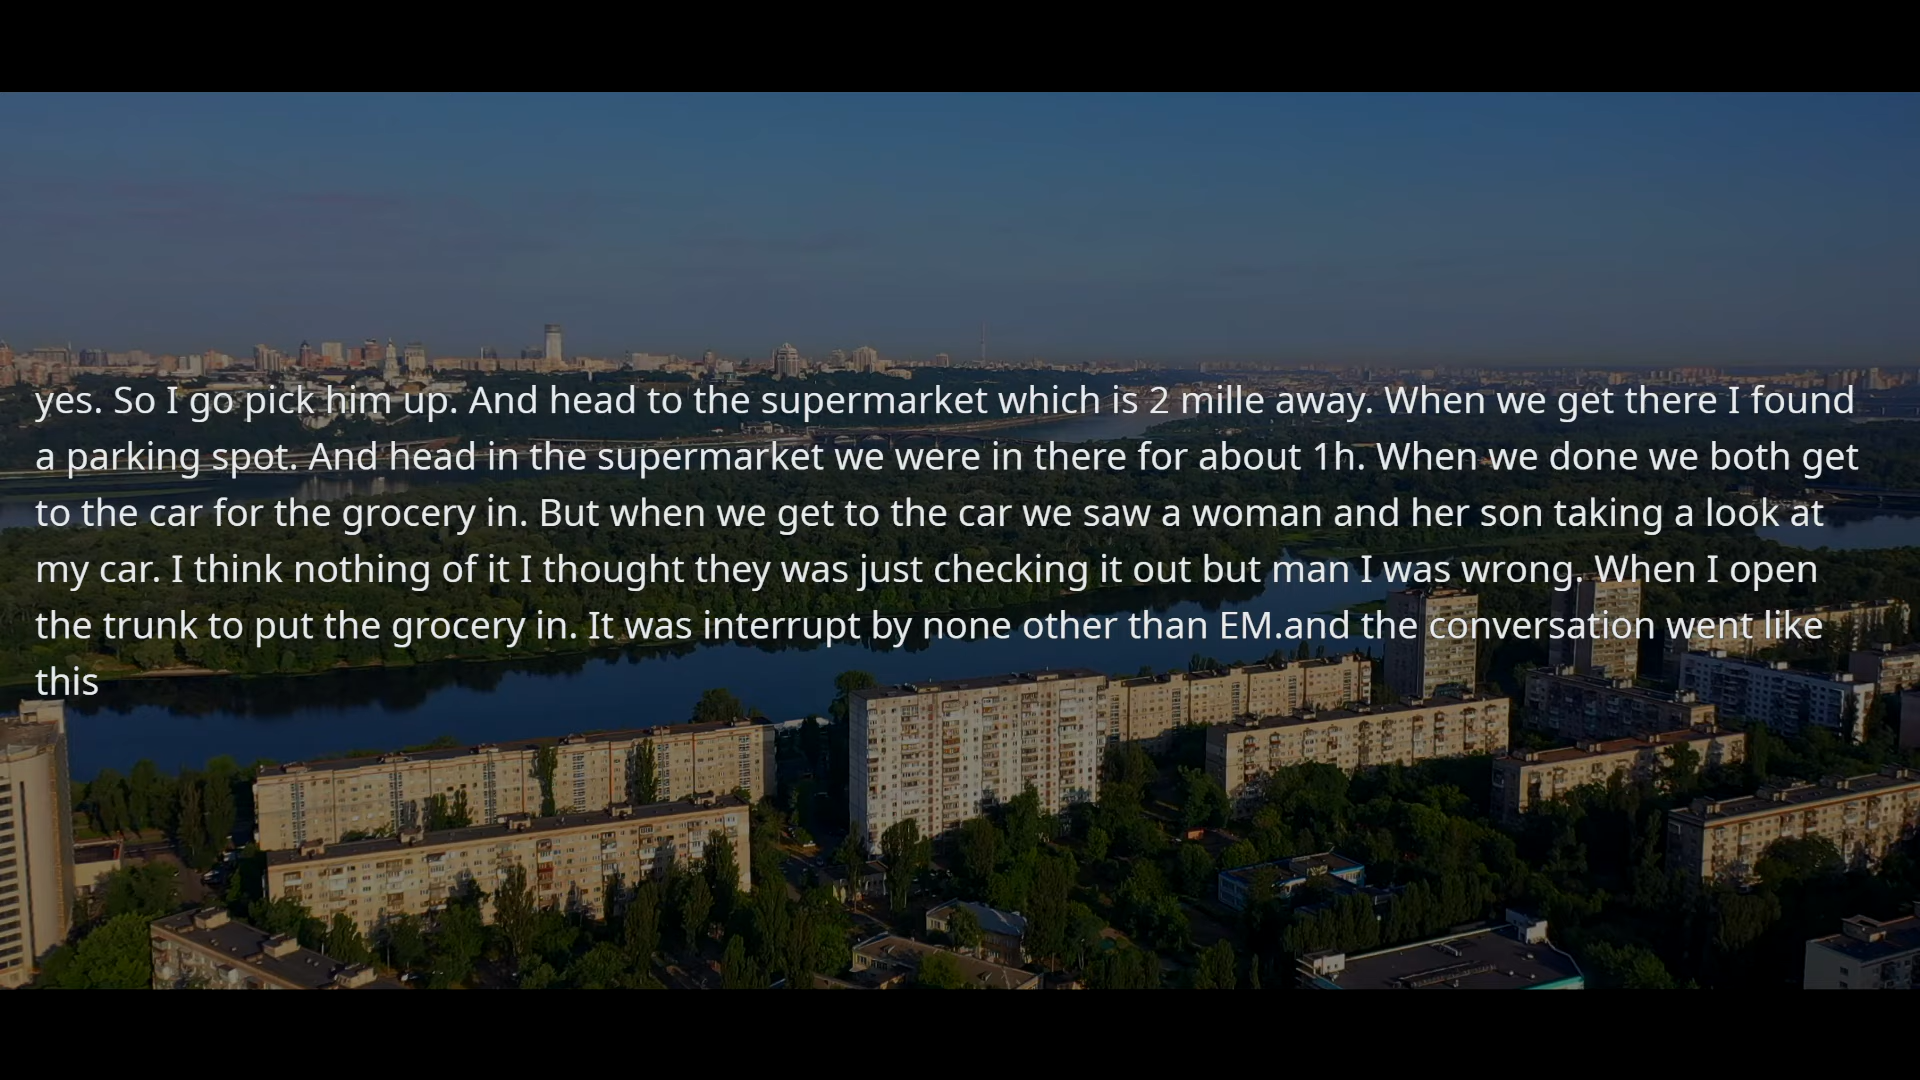 yes. So I go pick him up. And head to the supermarket which is 2 mille away. When we get there I found
a parking spot. And head in the supermarket we were in there for about 1h. When we done we both get
to the car for the grocery in. But when we get to the car we saw a woman and her son taking a look at
my car. I think nothing of it I thought they was just checking it out but man I was wrong. When I open
the trunk to put the grocery in. It was interrupt by none other than EM.and the conversation went like
this